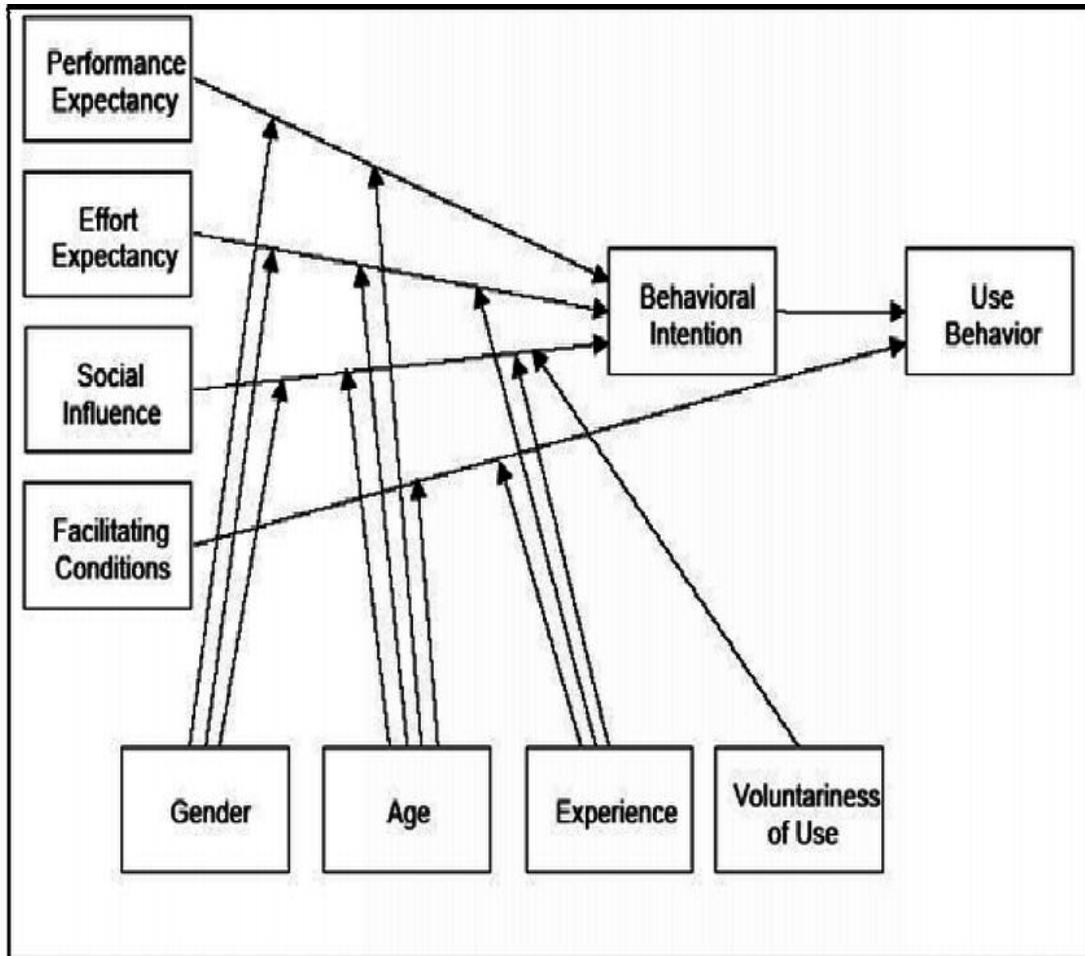 Performance
Expectancy
Effort
Expectancy
Social
Influence
Facilitating
Conditions
Behavioral
Intention
Use
Behavior
Gender
Age
Experience
Voluntariness
of Use